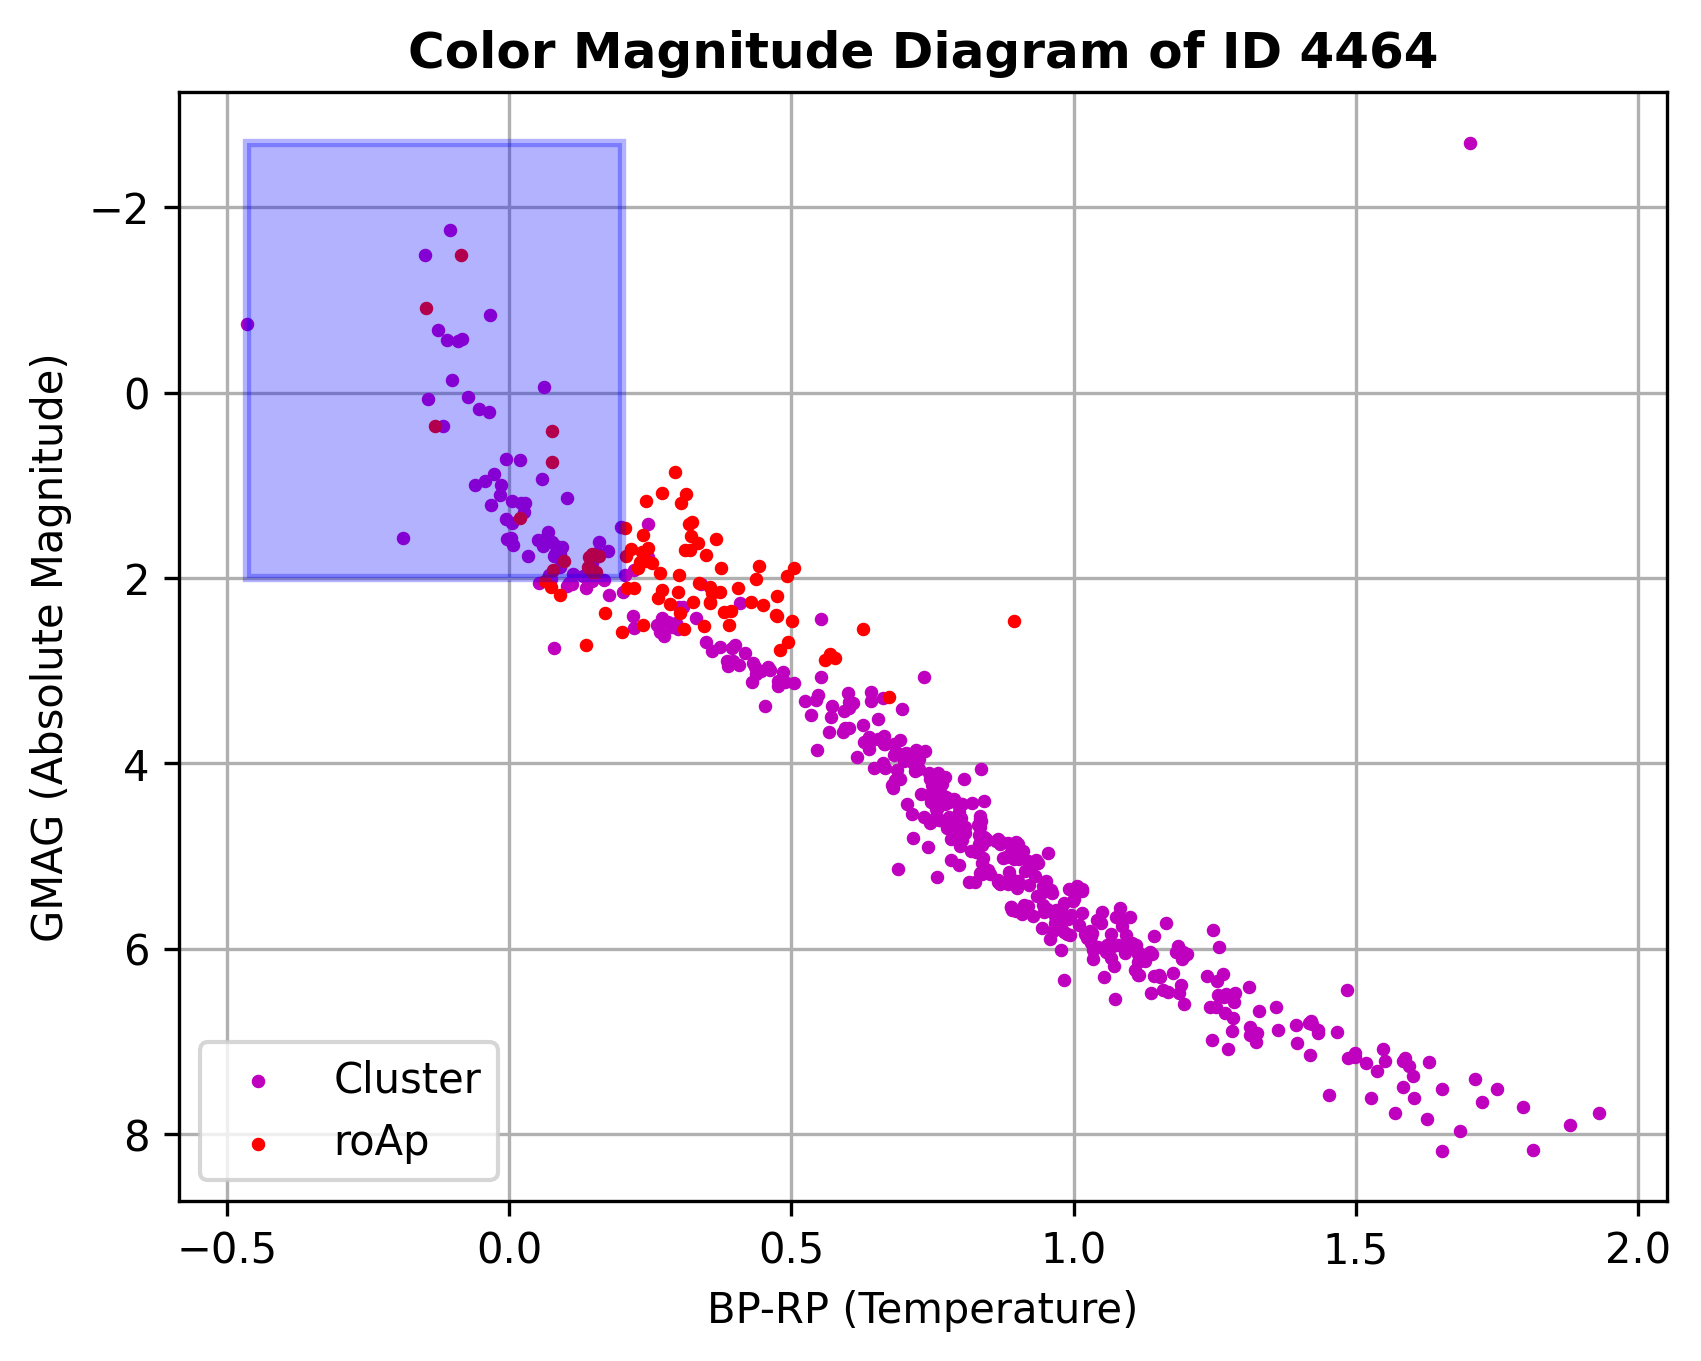 Color Magnitude Diagram of ID 4464
GMAG (Absolute Magnitude)
−2
0
2
4
6
8
Cluster
roAp
−0.5 0.0 0.5 1.0 1.5 2.0
BP-RP (Temperature)